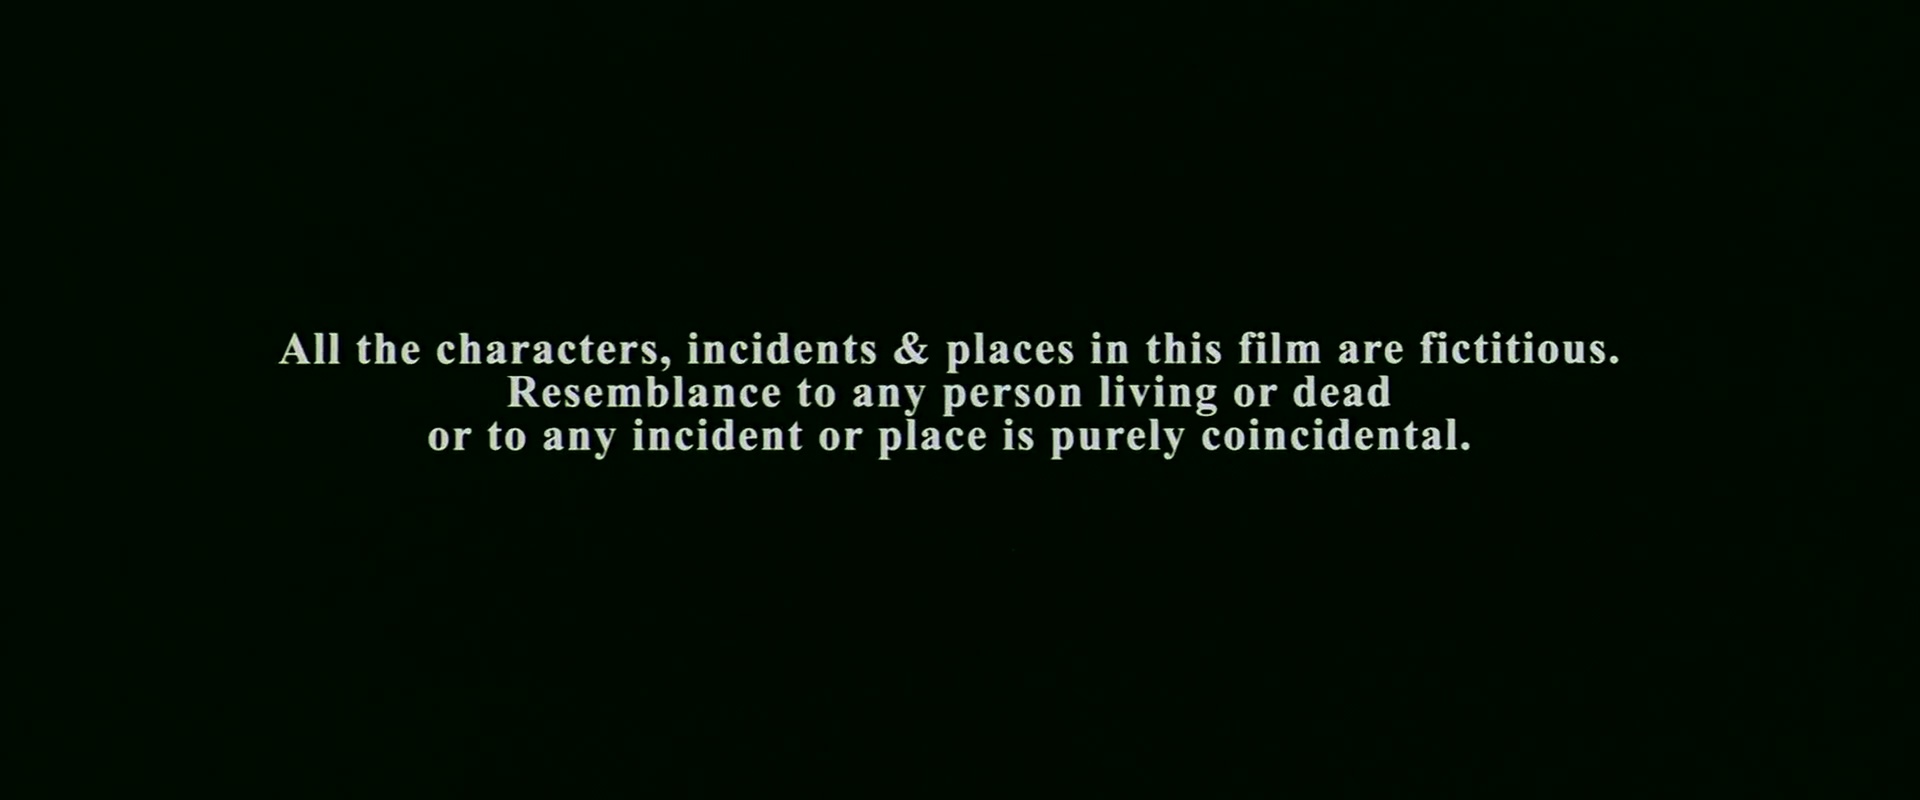 All the characters, incidents & places in this film are fictitious.
Resemblance to any person living or dead
or to any incident or place is purely coincidental.